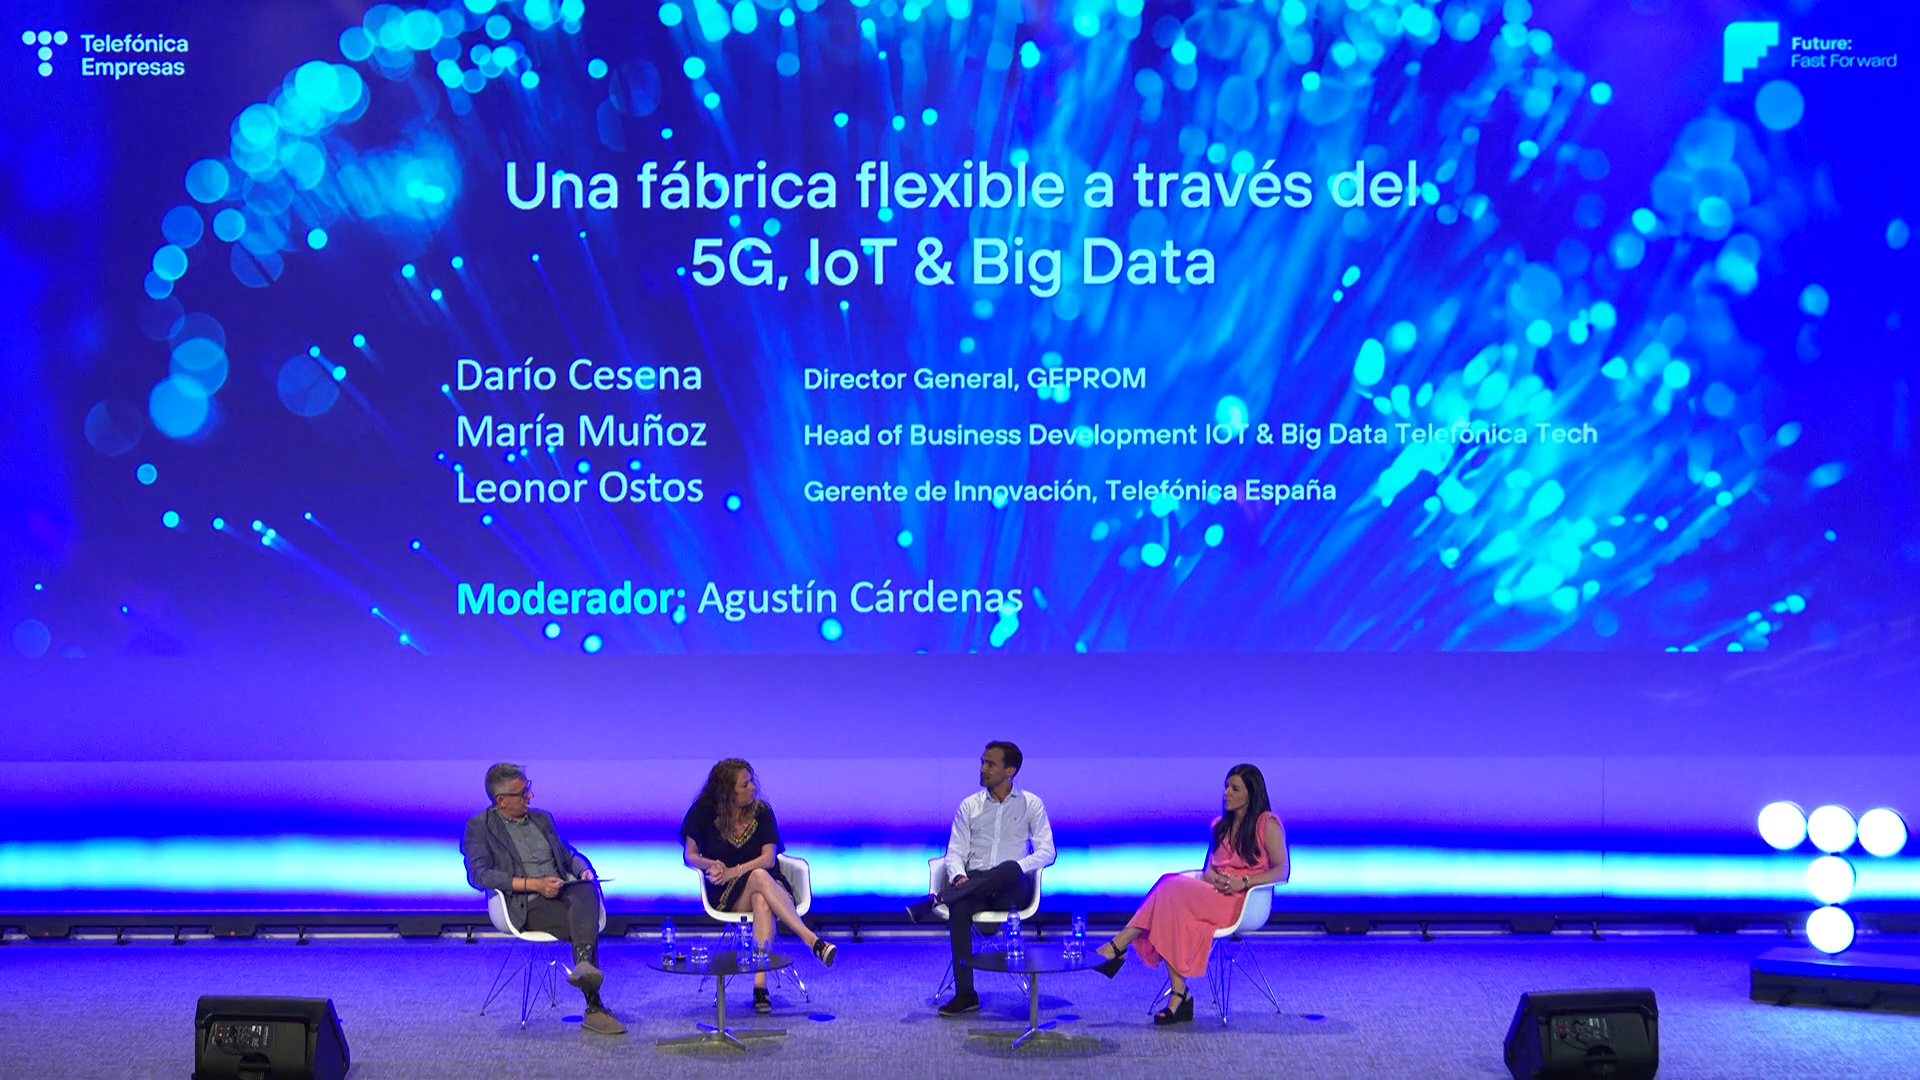 Telefónica
Empresas
Future:
Fast Forward
Una fábrica flexible a través del
5G, IoT & Big Data
Darío Cesena Director General, GEPROM
María Muñoz Head of Business Development IOT & Big Data Telefónica Tech
Leonor Ostos Gerente de Innovación, Telefónica España
Moderador: Agustín Cárdenas